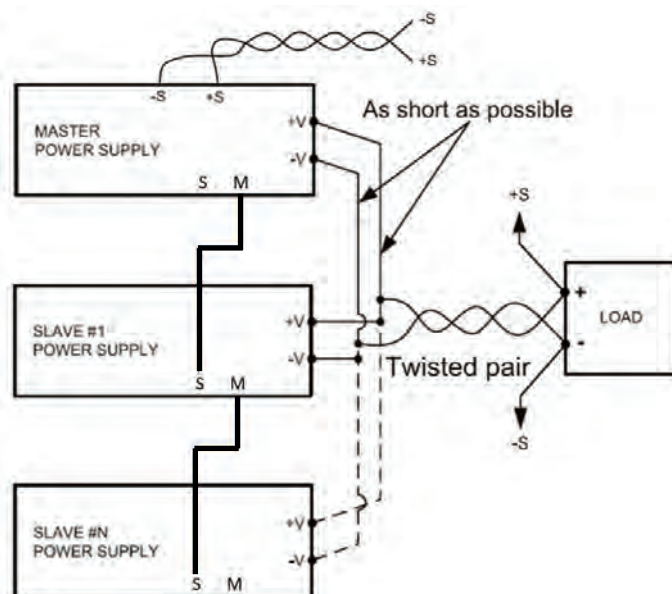 -S
+S
-S +S
MASTER
POWER SUPPLY
+V
-V
S M
As short as possible
+S
SLAVE #1
POWER SUPPLY
+V
-V
S M
+
-
LOAD
Twisted pair
-S
SLAVE #N
POWER SUPPLY
+V
-V
S M